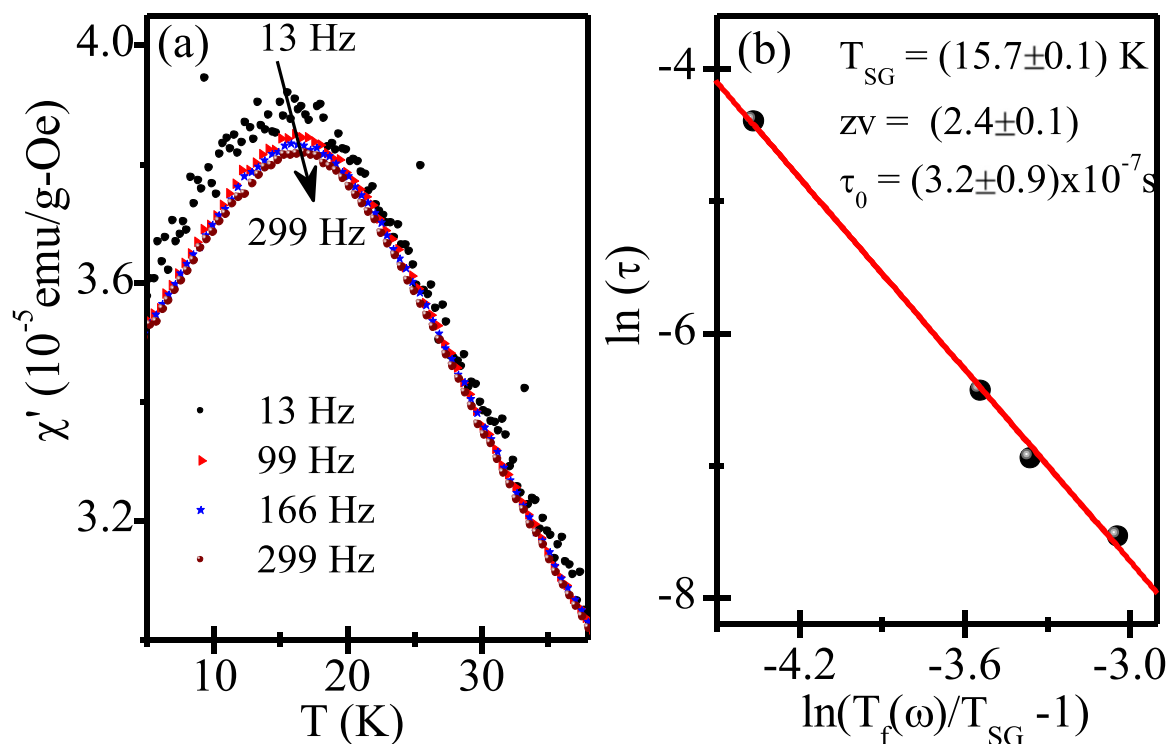 (a)
13 Hz
299 Hz
13 Hz
99 Hz
166 Hz
299 Hz
4.0
3.6
3.2
10
20
30
χ' (10⁻⁵emu/g-Oe)
T (K)
(b)
T_SG = (15.7±0.1) K
zv = (2.4±0.1)
τ₀ = (3.2±0.9)x10⁻⁷s
-4
-6
-8
-4.2
-3.6
-3.0
ln (τ)
ln(T_f(ω)/T_SG -1)